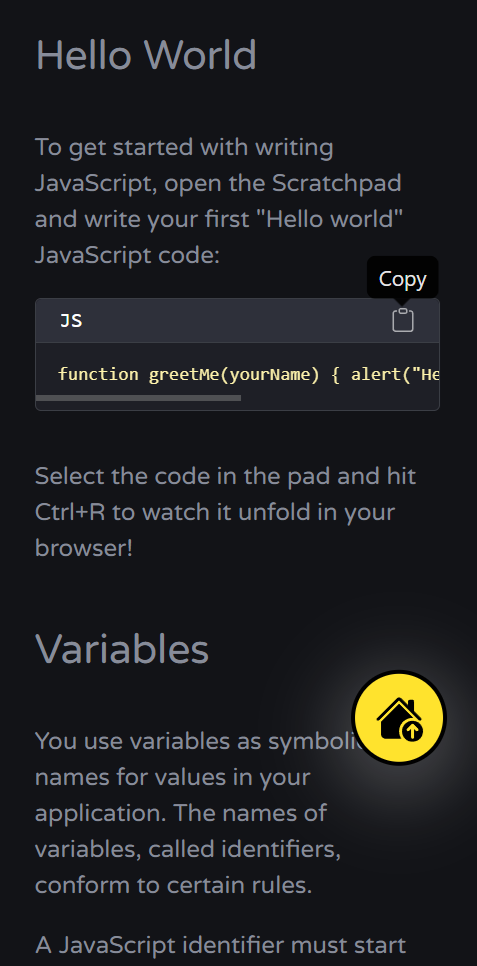 Hello World
To get started with writing
JavaScript, open the Scratchpad
and write your first "Hello world"
JavaScript code:
Copy
JS
function greetMe(yourName) { alert("He
Select the code in the pad and hit
Ctrl+R to watch it unfold in your
browser!
Variables
You use variables as symbolic
names for values in your
application. The names of
variables, called identifiers,
conform to certain rules.
A JavaScript identifier must start